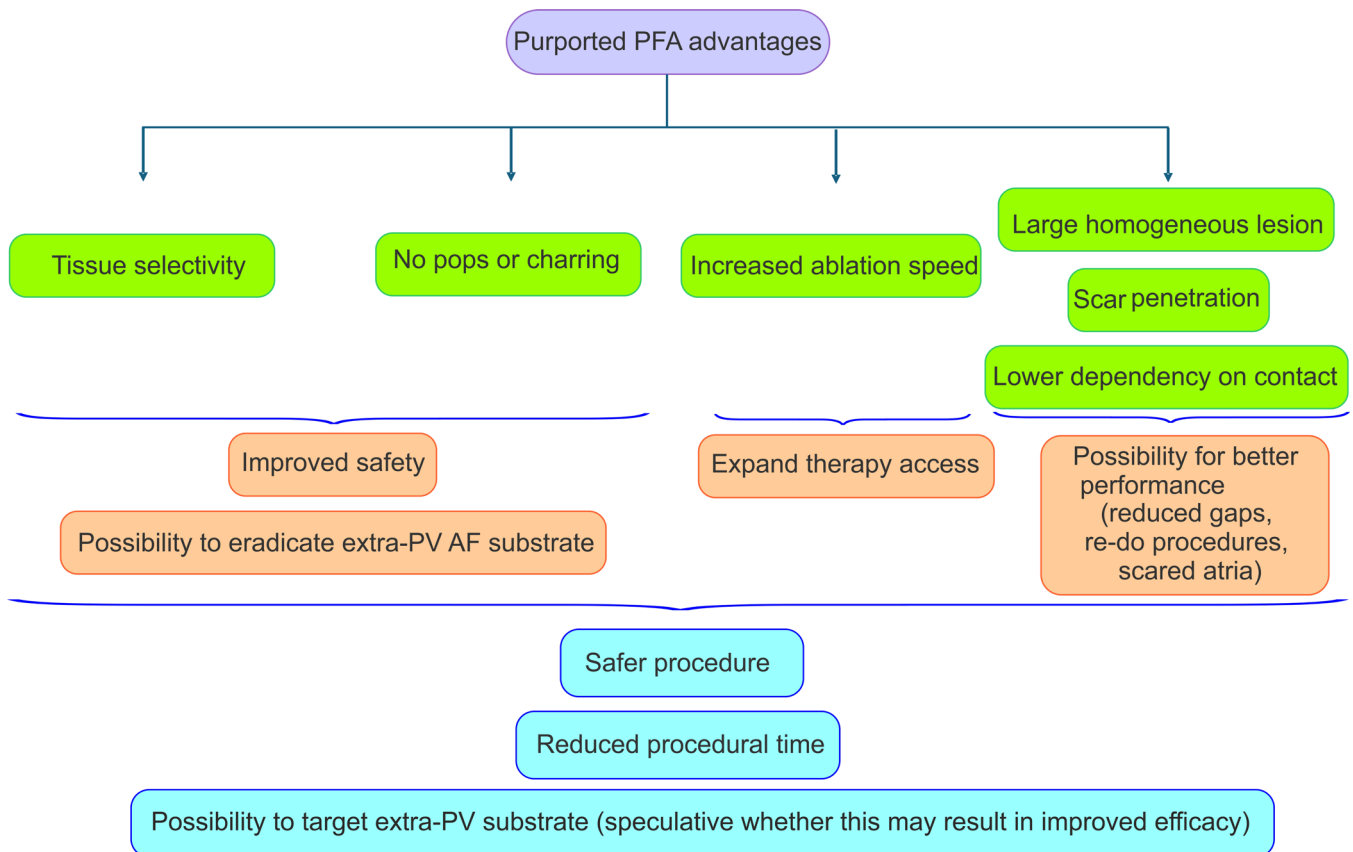 Purported PFA advantages
Tissue selectivity
No pops or charring
Increased ablation speed
Large homogeneous lesion
Scar penetration
Lower dependency on contact
Improved safety
Possibility to eradicate extra-PV AF substrate
Expand therapy access
Possibility for better
performance
(reduced gaps,
re-do procedures,
scared atria)
Safer procedure
Reduced procedural time
Possibility to target extra-PV substrate (speculative whether this may result in improved efficacy)